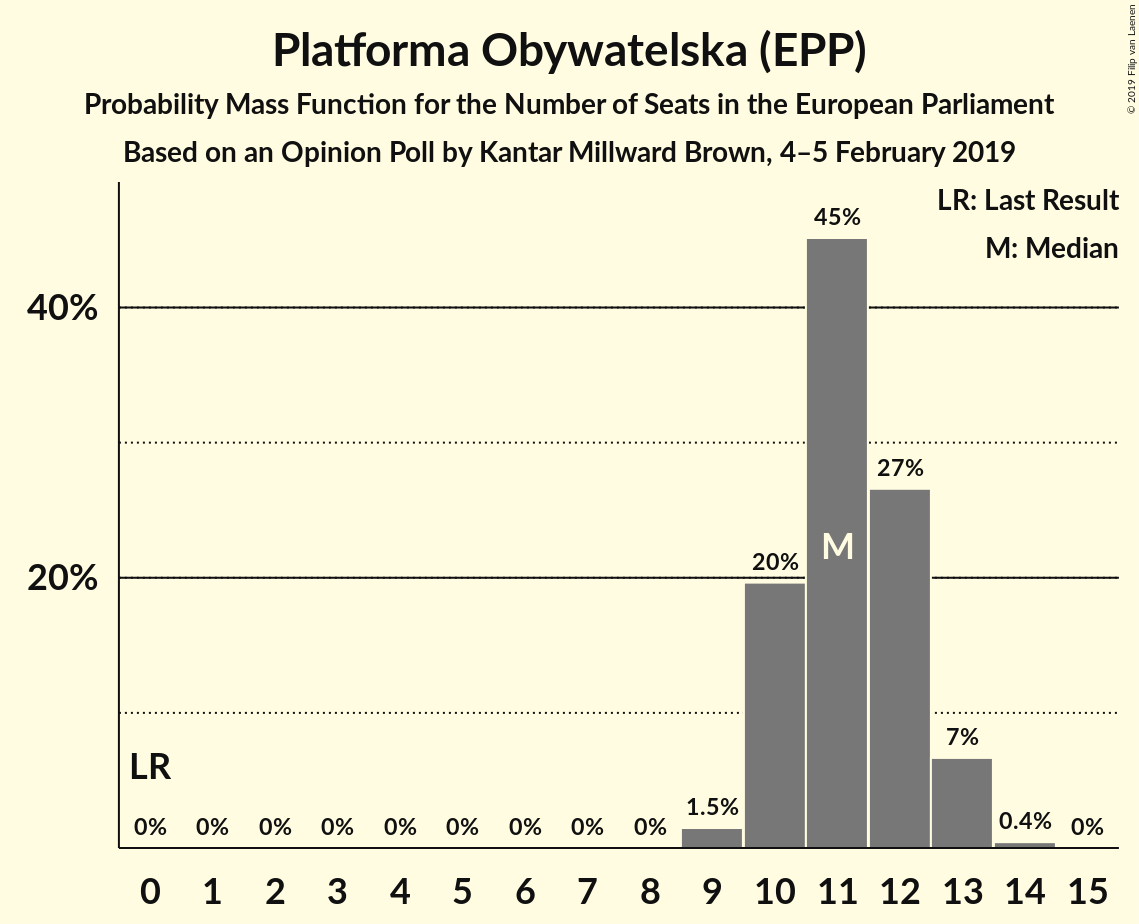 Platforma Obywatelska (EPP)
Probability Mass Function for the Number of Seats in the European Parliament
Based on an Opinion Poll by Kantar Millward Brown, 4–5 February 2019
© 2019 Filip van Laenen
LR: Last Result
M: Median
45%
40%
27%
M
20%
20%
7%
LR
1.5%
0.4%
0% 0% 0% 0% 0% 0% 0% 0% 0% 0%
0 1 2 3 4 5 6 7 8 9 10 11 12 13 14 15